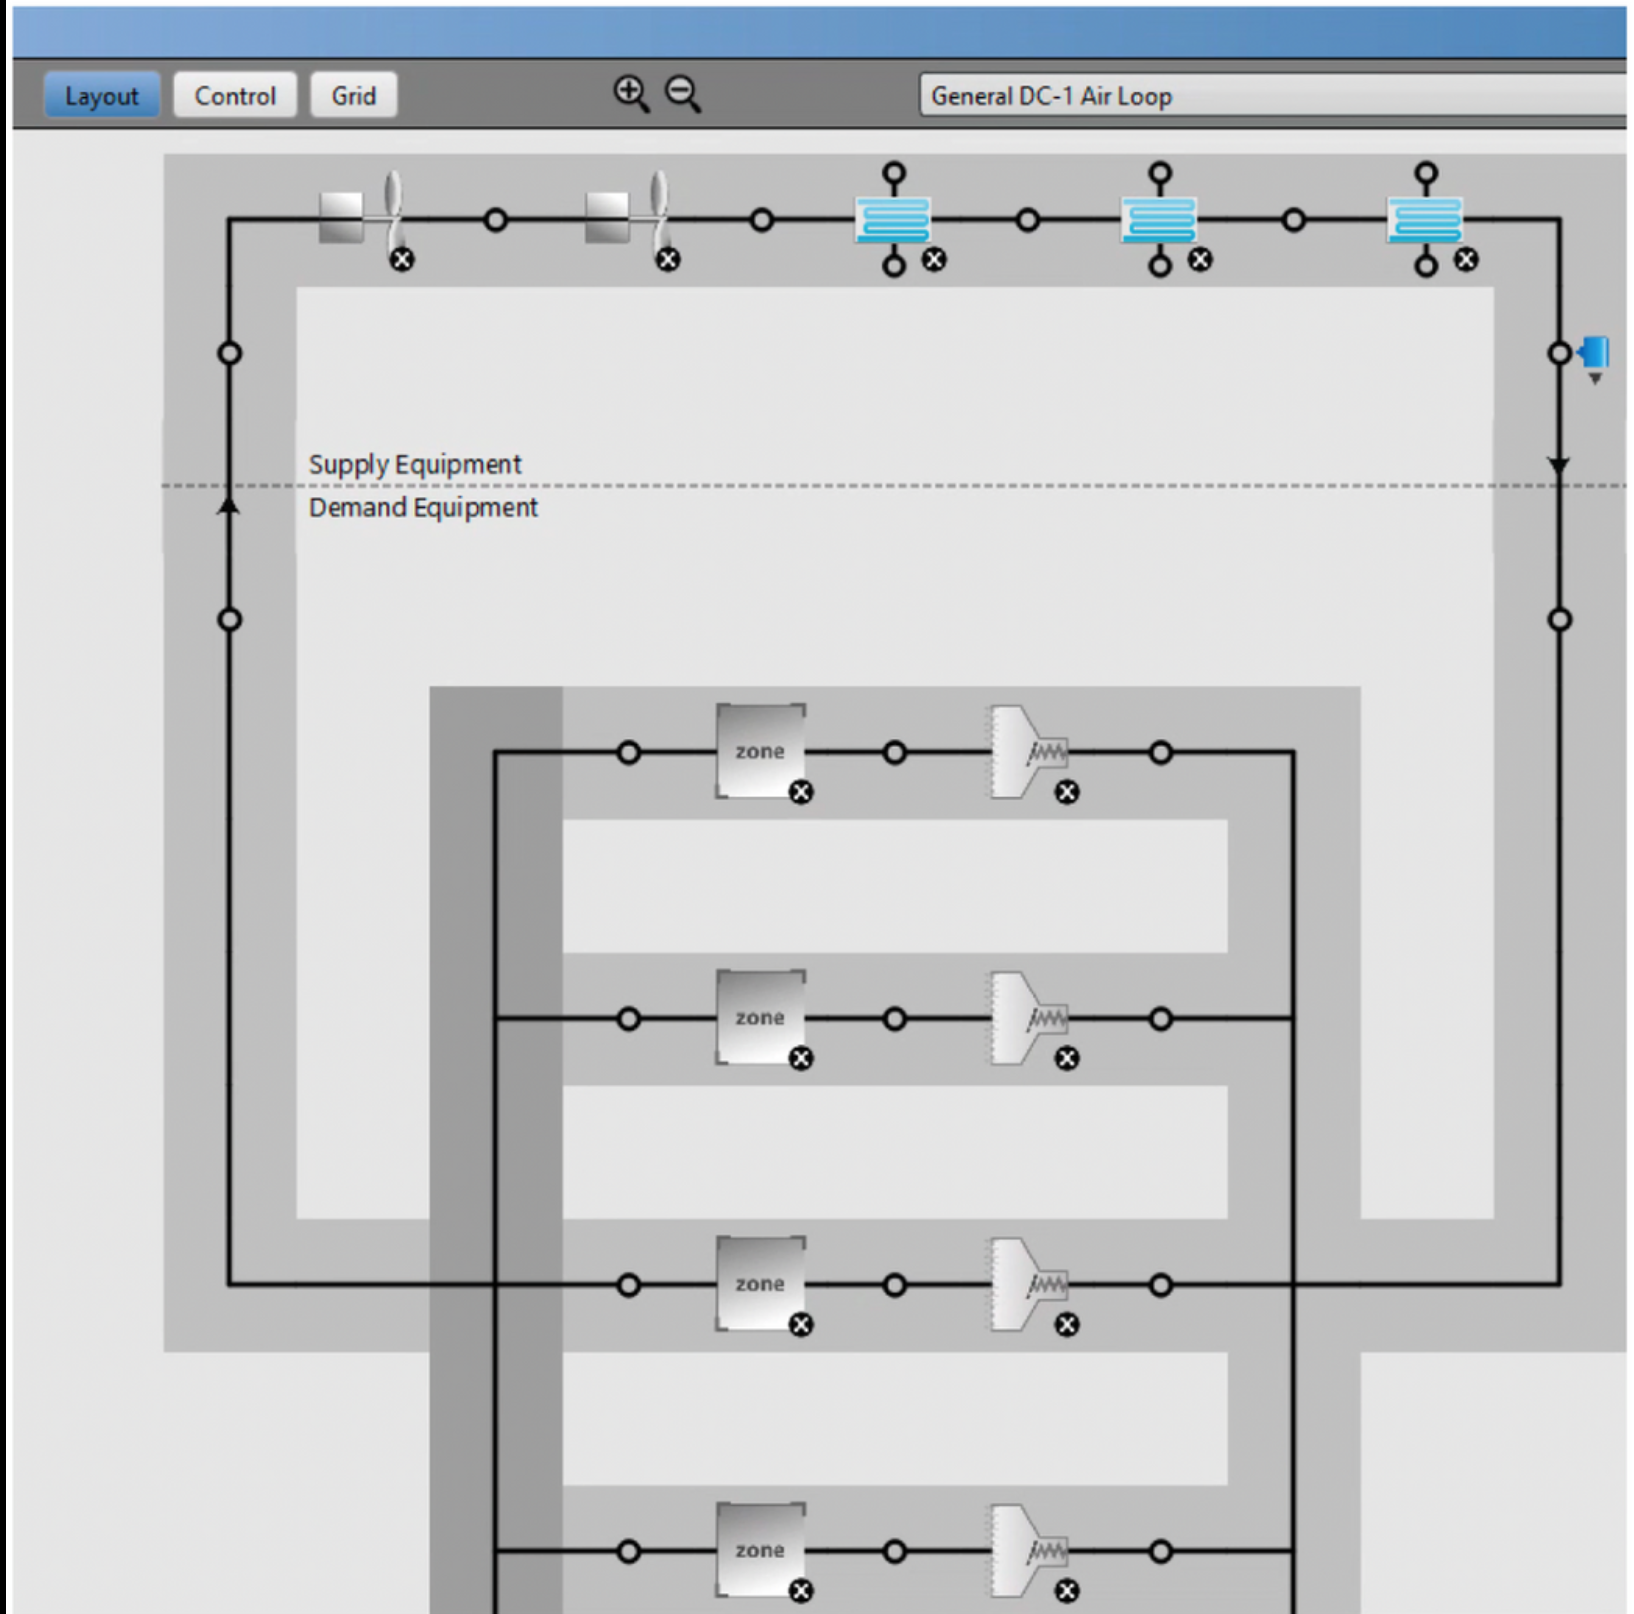 Layout Control Grid General DC-1 Air Loop
Supply Equipment
Demand Equipment
zone
zone
zone
zone